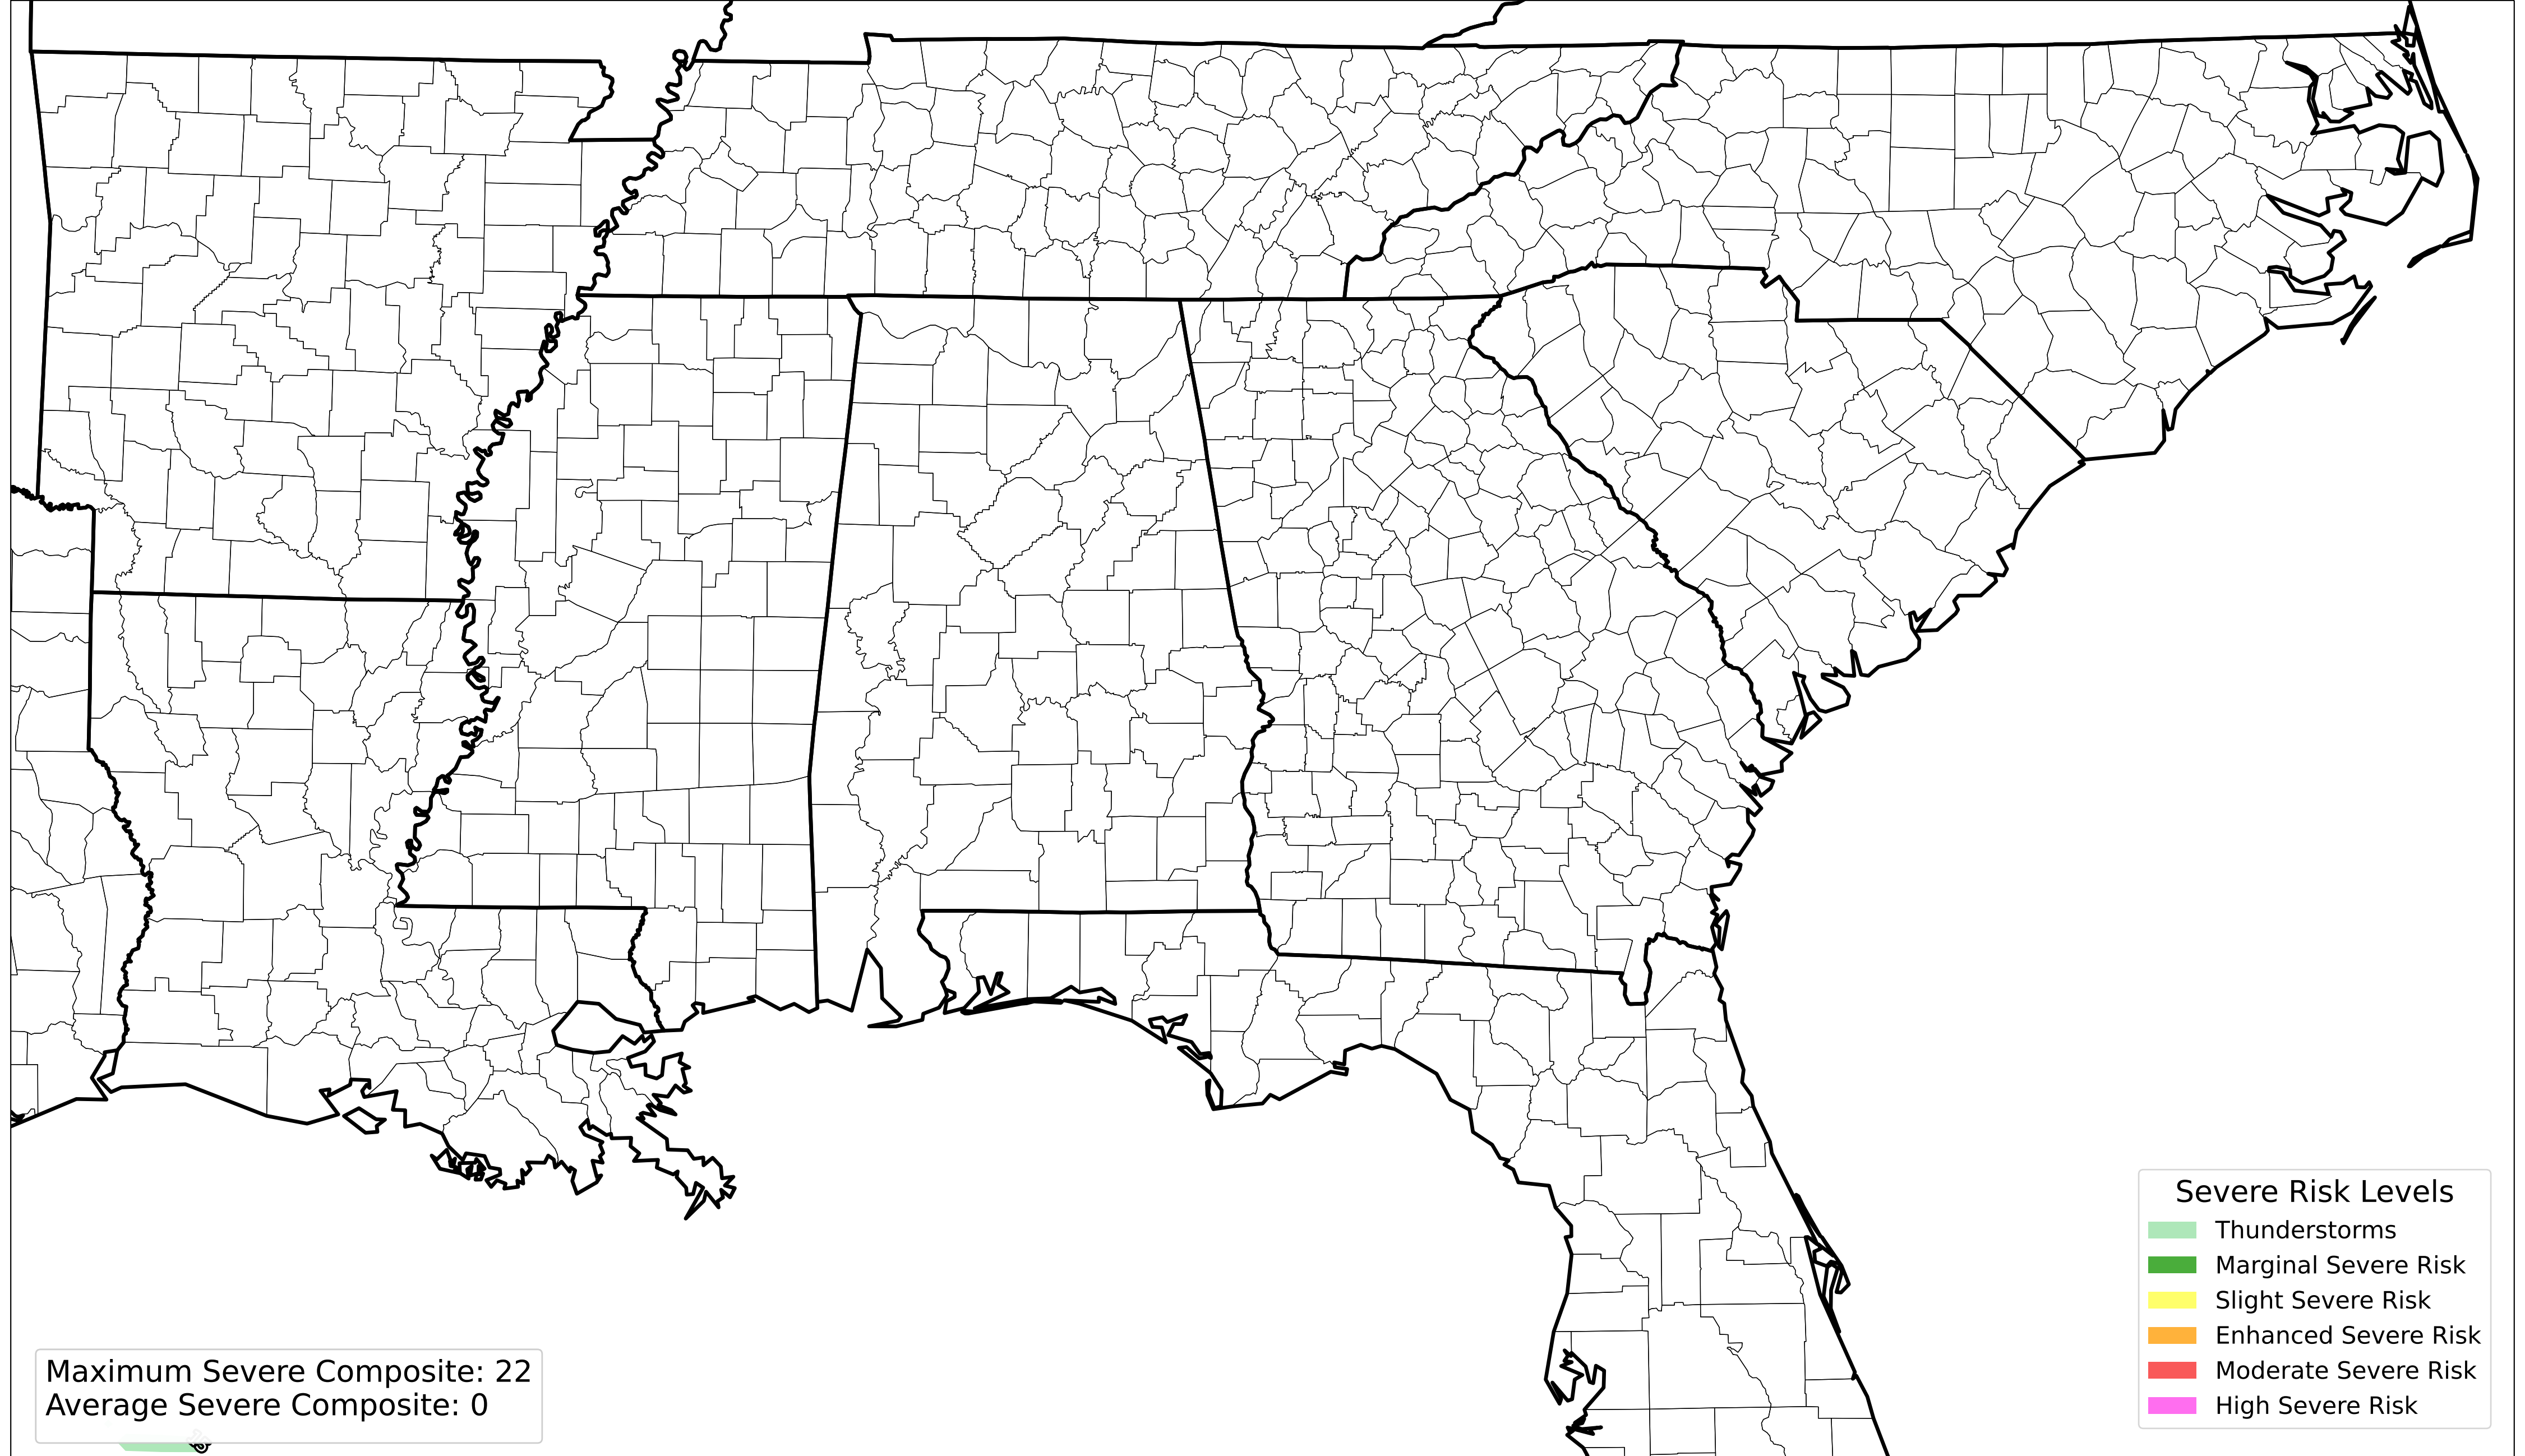 Severe Risk Levels
Thunderstorms
Marginal Severe Risk
Slight Severe Risk
Enhanced Severe Risk
Moderate Severe Risk
High Severe Risk
Maximum Severe Composite: 22
Average Severe Composite: 0